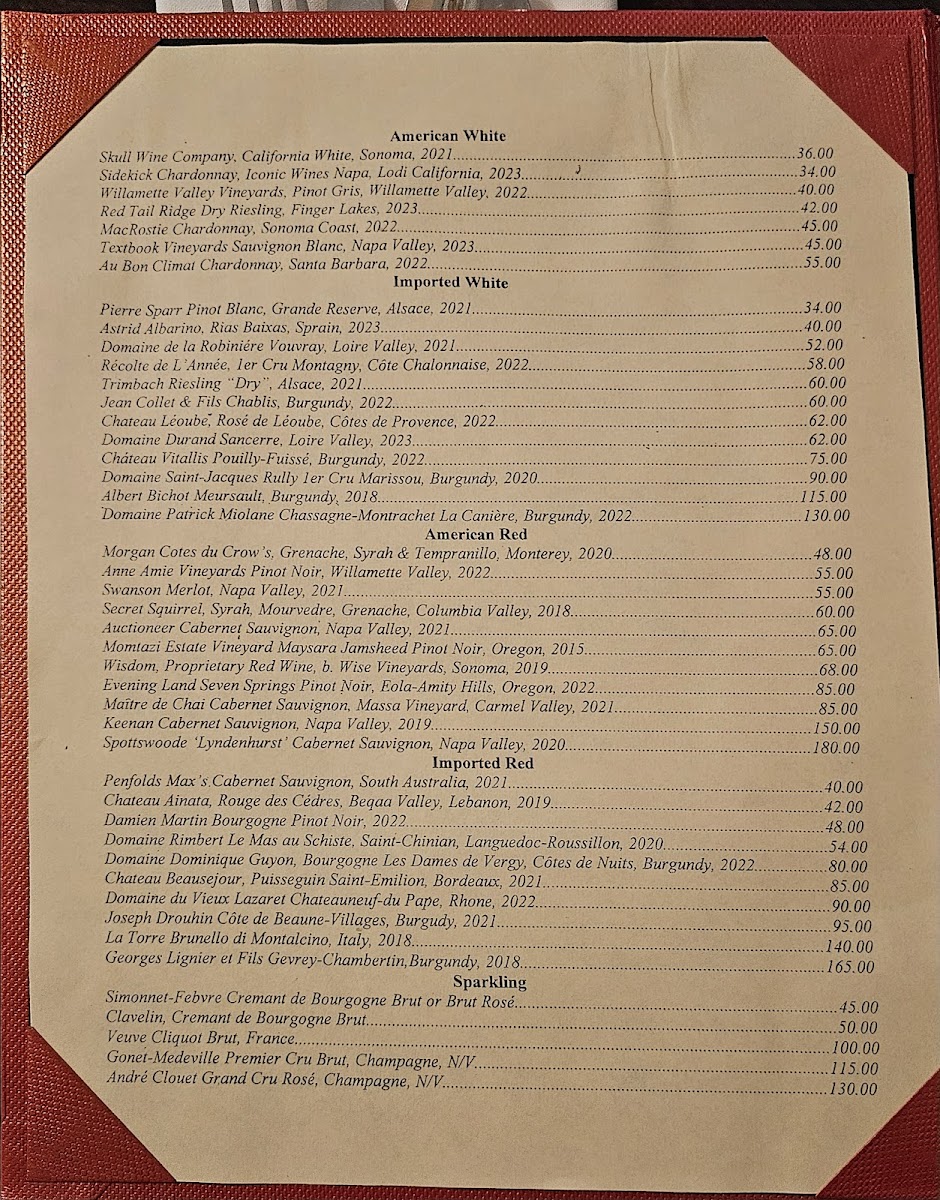 American White
Skull Wine Company, California White, Sonoma, 2021..........36.00
Sidekick Chardonnay, Iconic Wines Napa, Lodi California, 2023..........34.00
Willamette Valley Vineyards, Pinot Gris, Willamette Valley, 2022..........40.00
Red Tail Ridge Dry Riesling, Finger Lakes, 2023..........42.00
MacRostie Chardonnay, Sonoma Coast, 2022..........45.00
Textbook Vineyards Sauvignon Blanc, Napa Valley, 2023..........45.00
Au Bon Climat Chardonnay, Santa Barbara, 2022..........55.00
Imported White
Pierre Sparr Pinot Blanc, Grande Reserve, Alsace, 2021..........34.00
Astrid Albarino, Rias Baixas, Sprain, 2023..........40.00
Domaine de la Robiniére Vouvray, Loire Valley, 2021..........52.00
Récolte de L'Année, 1er Cru Montagny, Côte Chalonnaise, 2022..........58.00
Trimbach Riesling "Dry", Alsace, 2021..........60.00
Jean Collet & Fils Chablis, Burgundy, 2022..........60.00
Chateau Léoube, Rosé de Léoube, Côtes de Provence, 2022..........62.00
Domaine Durand Sancerre, Loire Valley, 2023..........62.00
Cháteau Vitallis Pouilly-Fuissé, Burgundy, 2022..........75.00
Domaine Saint-Jacques Rully 1er Cru Marissou, Burgundy, 2020..........90.00
Albert Bichot Meursault, Burgundy, 2018..........115.00
Domaine Patrick Miolane Chassagne-Montrachet La Canière, Burgundy, 2022..........130.00
American Red
Morgan Cotes du Crow's, Grenache, Syrah & Tempranillo, Monterey, 2020..........48.00
Anne Amie Vineyards Pinot Noir, Willamette Valley, 2022..........55.00
Swanson Merlot, Napa Valley, 2021..........55.00
Secret Squirrel, Syrah, Mourvedre, Grenache, Columbia Valley, 2018..........60.00
Auctioneer Cabernet Sauvignon, Napa Valley, 2021..........65.00
Momtazi Estate Vineyard Maysara Jamsheed Pinot Noir, Oregon, 2015..........65.00
Wisdom, Proprietary Red Wine, b. Wise Vineyards, Sonoma, 2019..........68.00
Evening Land Seven Springs Pinot Noir, Eola-Amity Hills, Oregon, 2022..........85.00
Maître de Chai Cabernet Sauvignon, Massa Vineyard, Carmel Valley, 2021..........85.00
Keenan Cabernet Sauvignon, Napa Valley, 2019..........150.00
Spottswoode 'Lyndenhurst' Cabernet Sauvignon, Napa Valley, 2020..........180.00
Imported Red
Penfolds Max's Cabernet Sauvignon, South Australia, 2021..........40.00
Chateau Ainata, Rouge des Cédres, Beqaa Valley, Lebanon, 2019..........42.00
Damien Martin Bourgogne Pinot Noir, 2022..........48.00
Domaine Rimbert Le Mas au Schiste, Saint-Chinian, Languedoc-Roussillon, 2020..........54.00
Domaine Dominique Guyon, Bourgogne Les Dames de Vergy, Côtes de Nuits, Burgundy, 2022..........80.00
Chateau Beausejour, Puisseguin Saint-Emilion, Bordeaux, 2021..........85.00
Domaine du Vieux Lazaret Chateauneuf-du Pape, Rhone, 2022..........90.00
Joseph Drouhin Côte de Beaune-Villages, Burgudy, 2021..........95.00
La Torre Brunello di Montalcino, Italy, 2018..........140.00
Georges Lignier et Fils Gevrey-Chambertin,Burgundy, 2018..........165.00
Sparkling
Simonnet-Febvre Cremant de Bourgogne Brut or Brut Rosé..........45.00
Clavelin, Cremant de Bourgogne Brut..........50.00
Veuve Cliquot Brut, France..........100.00
Gonet-Medeville Premier Cru Brut, Champagne, N/V..........115.00
André Clouet Grand Cru Rosé, Champagne, N/V..........130.00